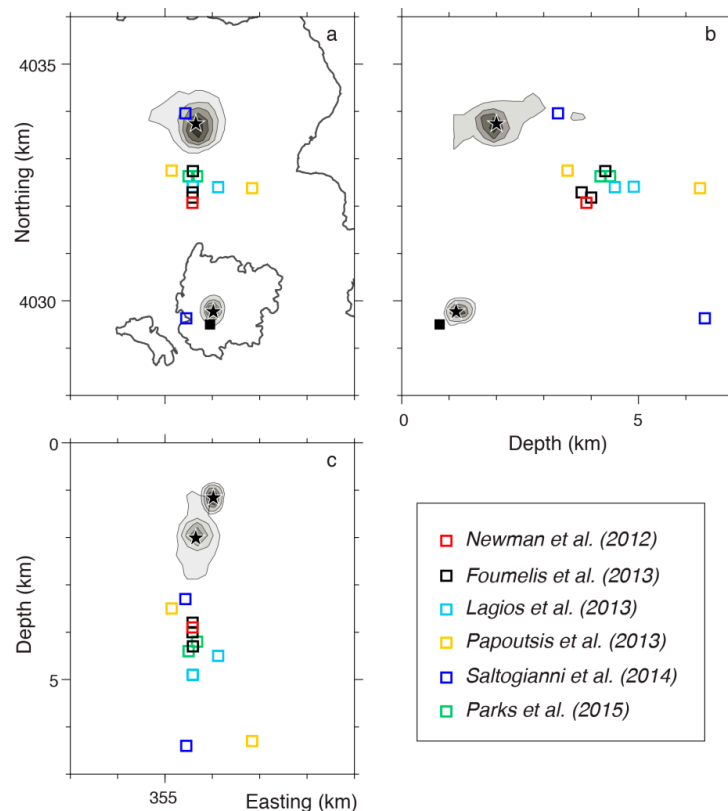 a
b
4035
4030
Northing (km)
0
5
Depth (km)
c
0
5
Depth (km)
355
Easting (km)
Newman et al. (2012)
Foumelis et al. (2013)
Lagios et al. (2013)
Papoutsis et al. (2013)
Saltogianni et al. (2014)
Parks et al. (2015)